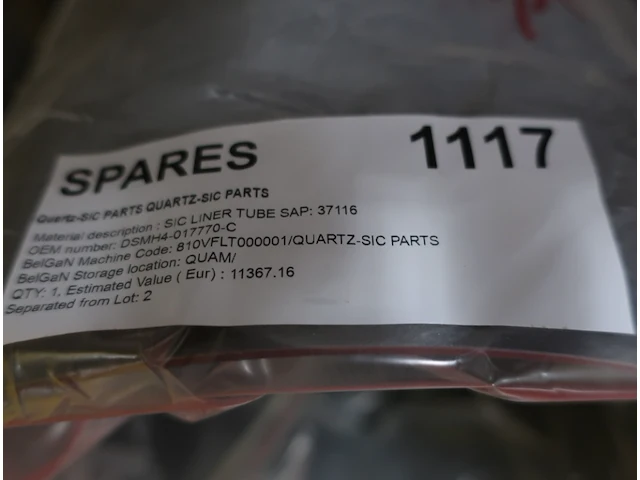 SPARES 1117
Quartz-SIC PARTS QUARTZ-SIC PARTS
Material description : SIC LINER TUBE SAP: 37116
OEM number: DSMH4-017770-C
BelGaN Machine Code: 810VFLT000001/QUARTZ-SIC PARTS
BelGaN Storage location: QUAM/
QTY: 1, Estimated Value ( Eur) : 11367.16
Separated from Lot: 2